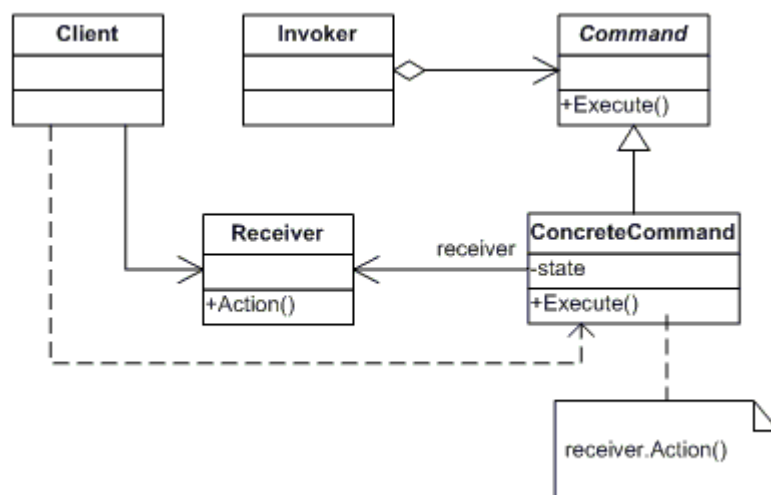 Client
Invoker
Command
+Execute()
Receiver
+Action()
receiver
ConcreteCommand
-state
+Execute()
receiver.Action()